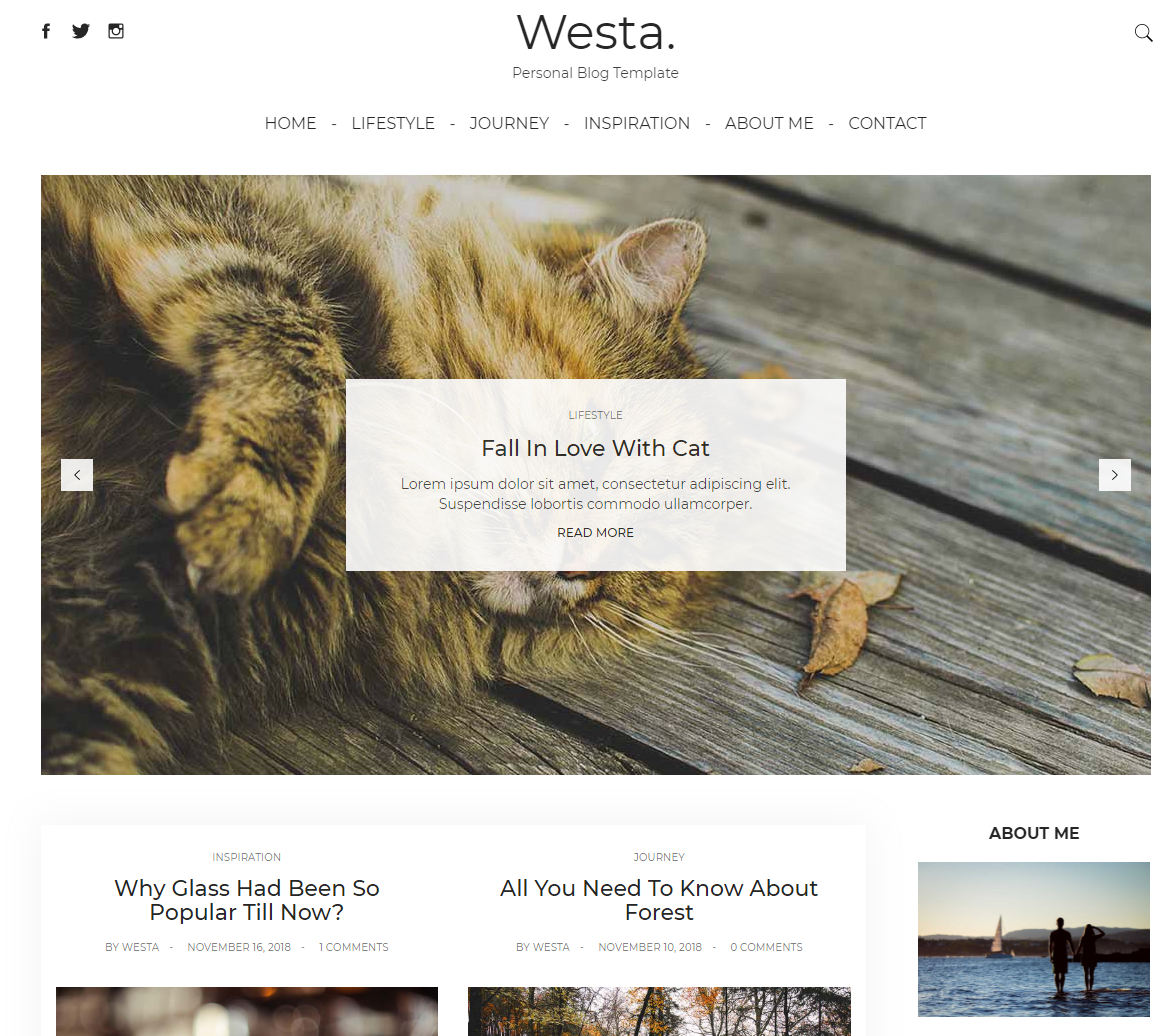 Westa.
Personal Blog Template
HOME - LIFESTYLE - JOURNEY - INSPIRATION - ABOUT ME - CONTACT
LIFESTYLE
Fall In Love With Cat
Lorem ipsum dolor sit amet, consectetur adipiscing elit.
Suspendisse lobortis commodo ullamcorper.
READ MORE
INSPIRATION
Why Glass Had Been So
Popular Till Now?
BY WESTA - NOVEMBER 16, 2018 - 1 COMMENTS
JOURNEY
All You Need To Know About
Forest
BY WESTA - NOVEMBER 10, 2018 - 0 COMMENTS
ABOUT ME